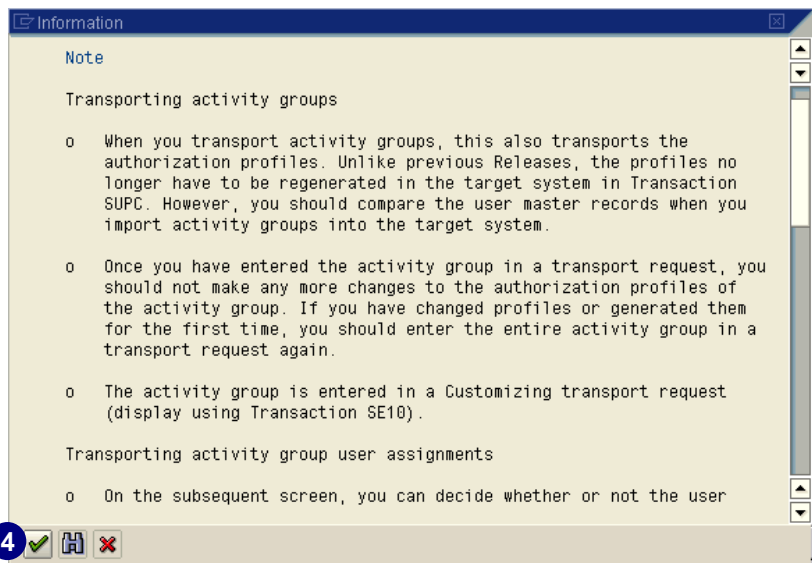 Information
Note
Transporting activity groups
o When you transport activity groups, this also transports the
authorization profiles. Unlike previous Releases, the profiles no
longer have to be regenerated in the target system in Transaction
SUPC. However, you should compare the user master records when you
import activity groups into the target system.
o Once you have entered the activity group in a transport request, you
should not make any more changes to the authorization profiles of
the activity group. If you have changed profiles or generated them
for the first time, you should enter the entire activity group in a
transport request again.
o The activity group is entered in a Customizing transport request
(display using Transaction SE10).
Transporting activity group user assignments
o On the subsequent screen, you can decide whether or not the user
4